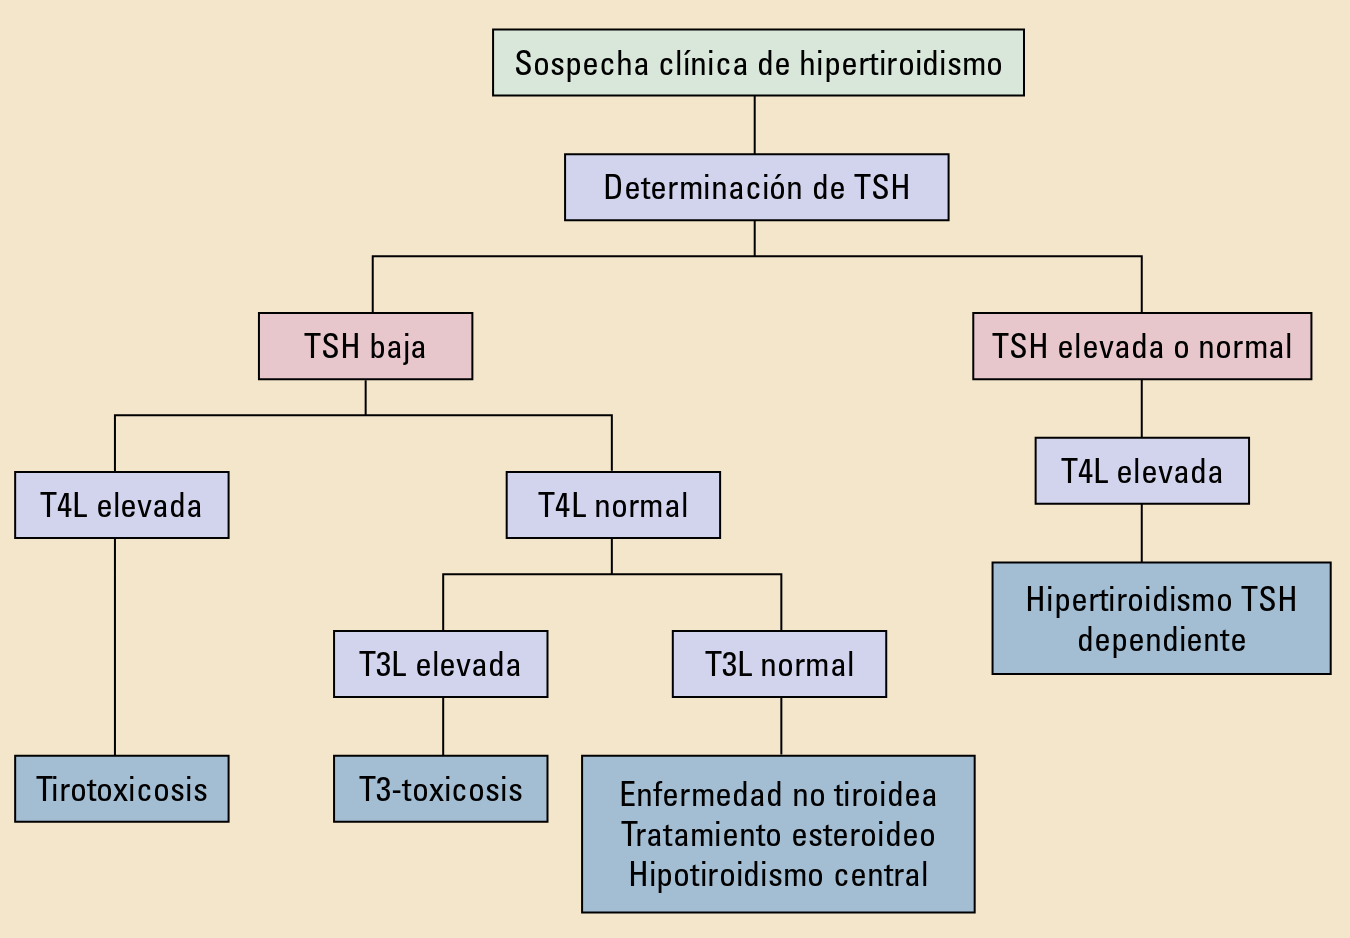 Sospecha clínica de hipertiroidismo
Determinación de TSH
TSH baja
TSH elevada o normal
T4L elevada
T4L normal
T4L elevada
Hipertiroidismo TSH
dependiente
T3L elevada
T3L normal
Tirotoxicosis
T3-toxicosis
Enfermedad no tiroidea
Tratamiento esteroideo
Hipotiroidismo central